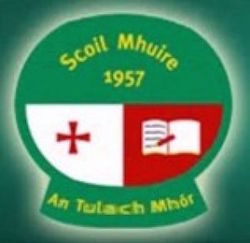 Scoil Mhuire
1957
An Tulach Mhór